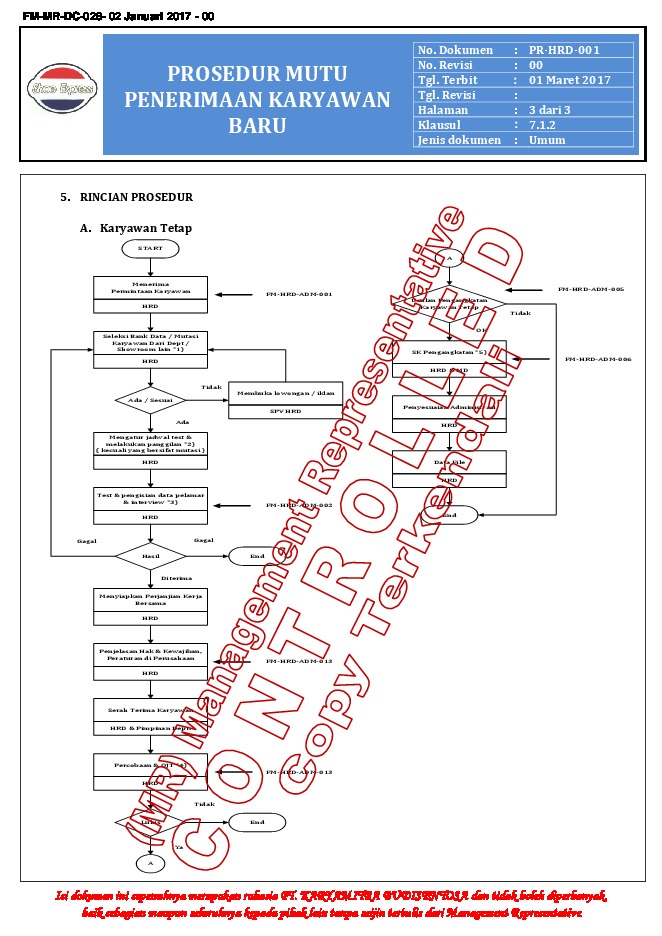 FM-MR-DC-028- 02 Januari 2017 - 00
Shoe Express
PROSEDUR MUTU
PENERIMAAN KARYAWAN
BARU
No. Dokumen : PR-HRD-001
No. Revisi : 00
Tgl. Terbit : 01 Maret 2017
Tgl. Revisi :
Halaman : 3 dari 3
Klausul : 7.1.2
Jenis dokumen : Umum
5. RINCIAN PROSEDUR
A. Karyawan Tetap
START
Menerima
Permintaan Karyawan
HRD
FM-HRD-ADM-001
Seleksi Bank Data / Mutasi
Karyawan Dari Dept /
Showroom lain *1)
HRD
Ada / Sesuai
Tidak
Membuka lowongan / iklan
SPV HRD
Ada
Mengatur jadwal test &
melakukan panggilan *2)
( kecuali yang bersifat mutasi )
HRD
Test & pengisian data pelamar
& interview *3)
HRD
FM-HRD-ADM-002
Gagal
Hasil
Gagal
End
Diterima
Menyiapkan Perjanjian Kerja
Bersama
HRD
Penjelasan Hak & Kewajiban,
Peraturan di Perusahaan
HRD
FM-HRD-ADM-013
Serah Terima Karyawan
HRD & Pimpinan Dept.
Percobaan & OJT *4)
HRD
FM-HRD-ADM-013
Tidak
Lulus
End
Ya
A
A
Pengangkatan
Karyawan Tetap
FM-HRD-ADM-005
Tidak
OK
SK Pengangkatan *5)
HRD & MD
FM-HRD-ADM-006
Penyesuaian Administrasi
HRD
Data File
HRD
End
(MR) Management Representative
CONTROLLED
Copy Terkendali
Isi dokumen ini sepenuhnya merupakan rahasia PT. KARYAMITRA BUDISENTOSA dan tidak boleh diperbanyak,
baik sebagian maupun seluruhnya kepada pihak lain tanpa seijin tertulis dari Management Representative